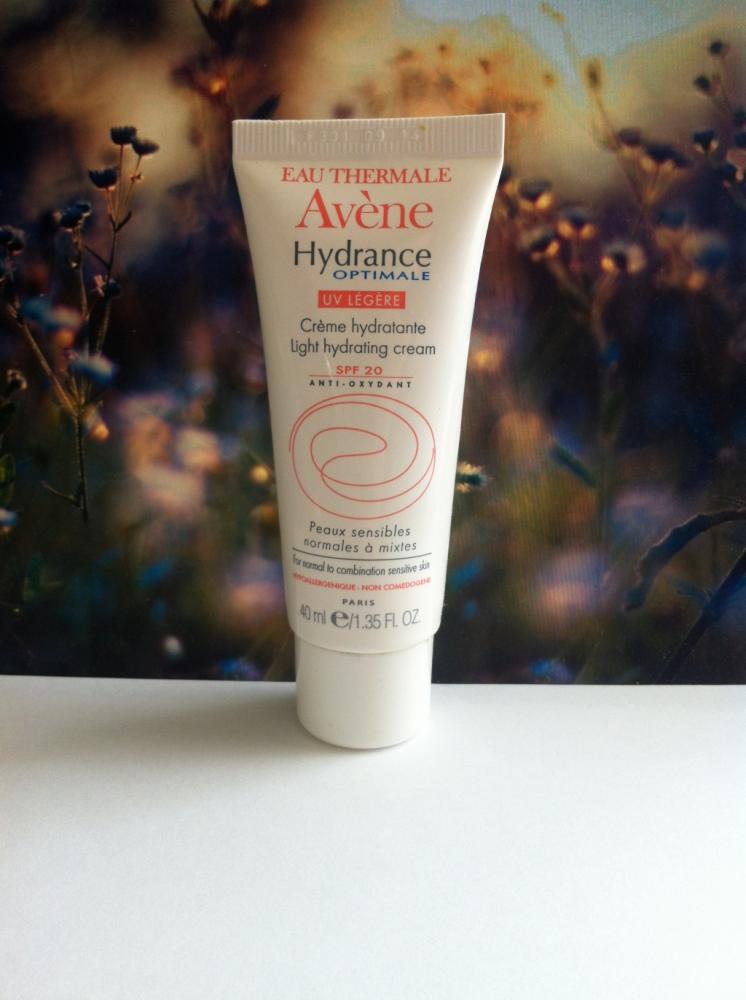 EAU THERMALE
Avène
Hydrance
OPTIMALE
UV LÉGÈRE
Crème hydratante
Light hydrating cream
SPF 20
ANTI-OXYDANT
Peaux sensibles
normales à mixtes
For normal to combination sensitive skin
HYPOALLERGENIQUE - NON COMEDOGENE
PARIS
40 ml e/1.35 FL. OZ.